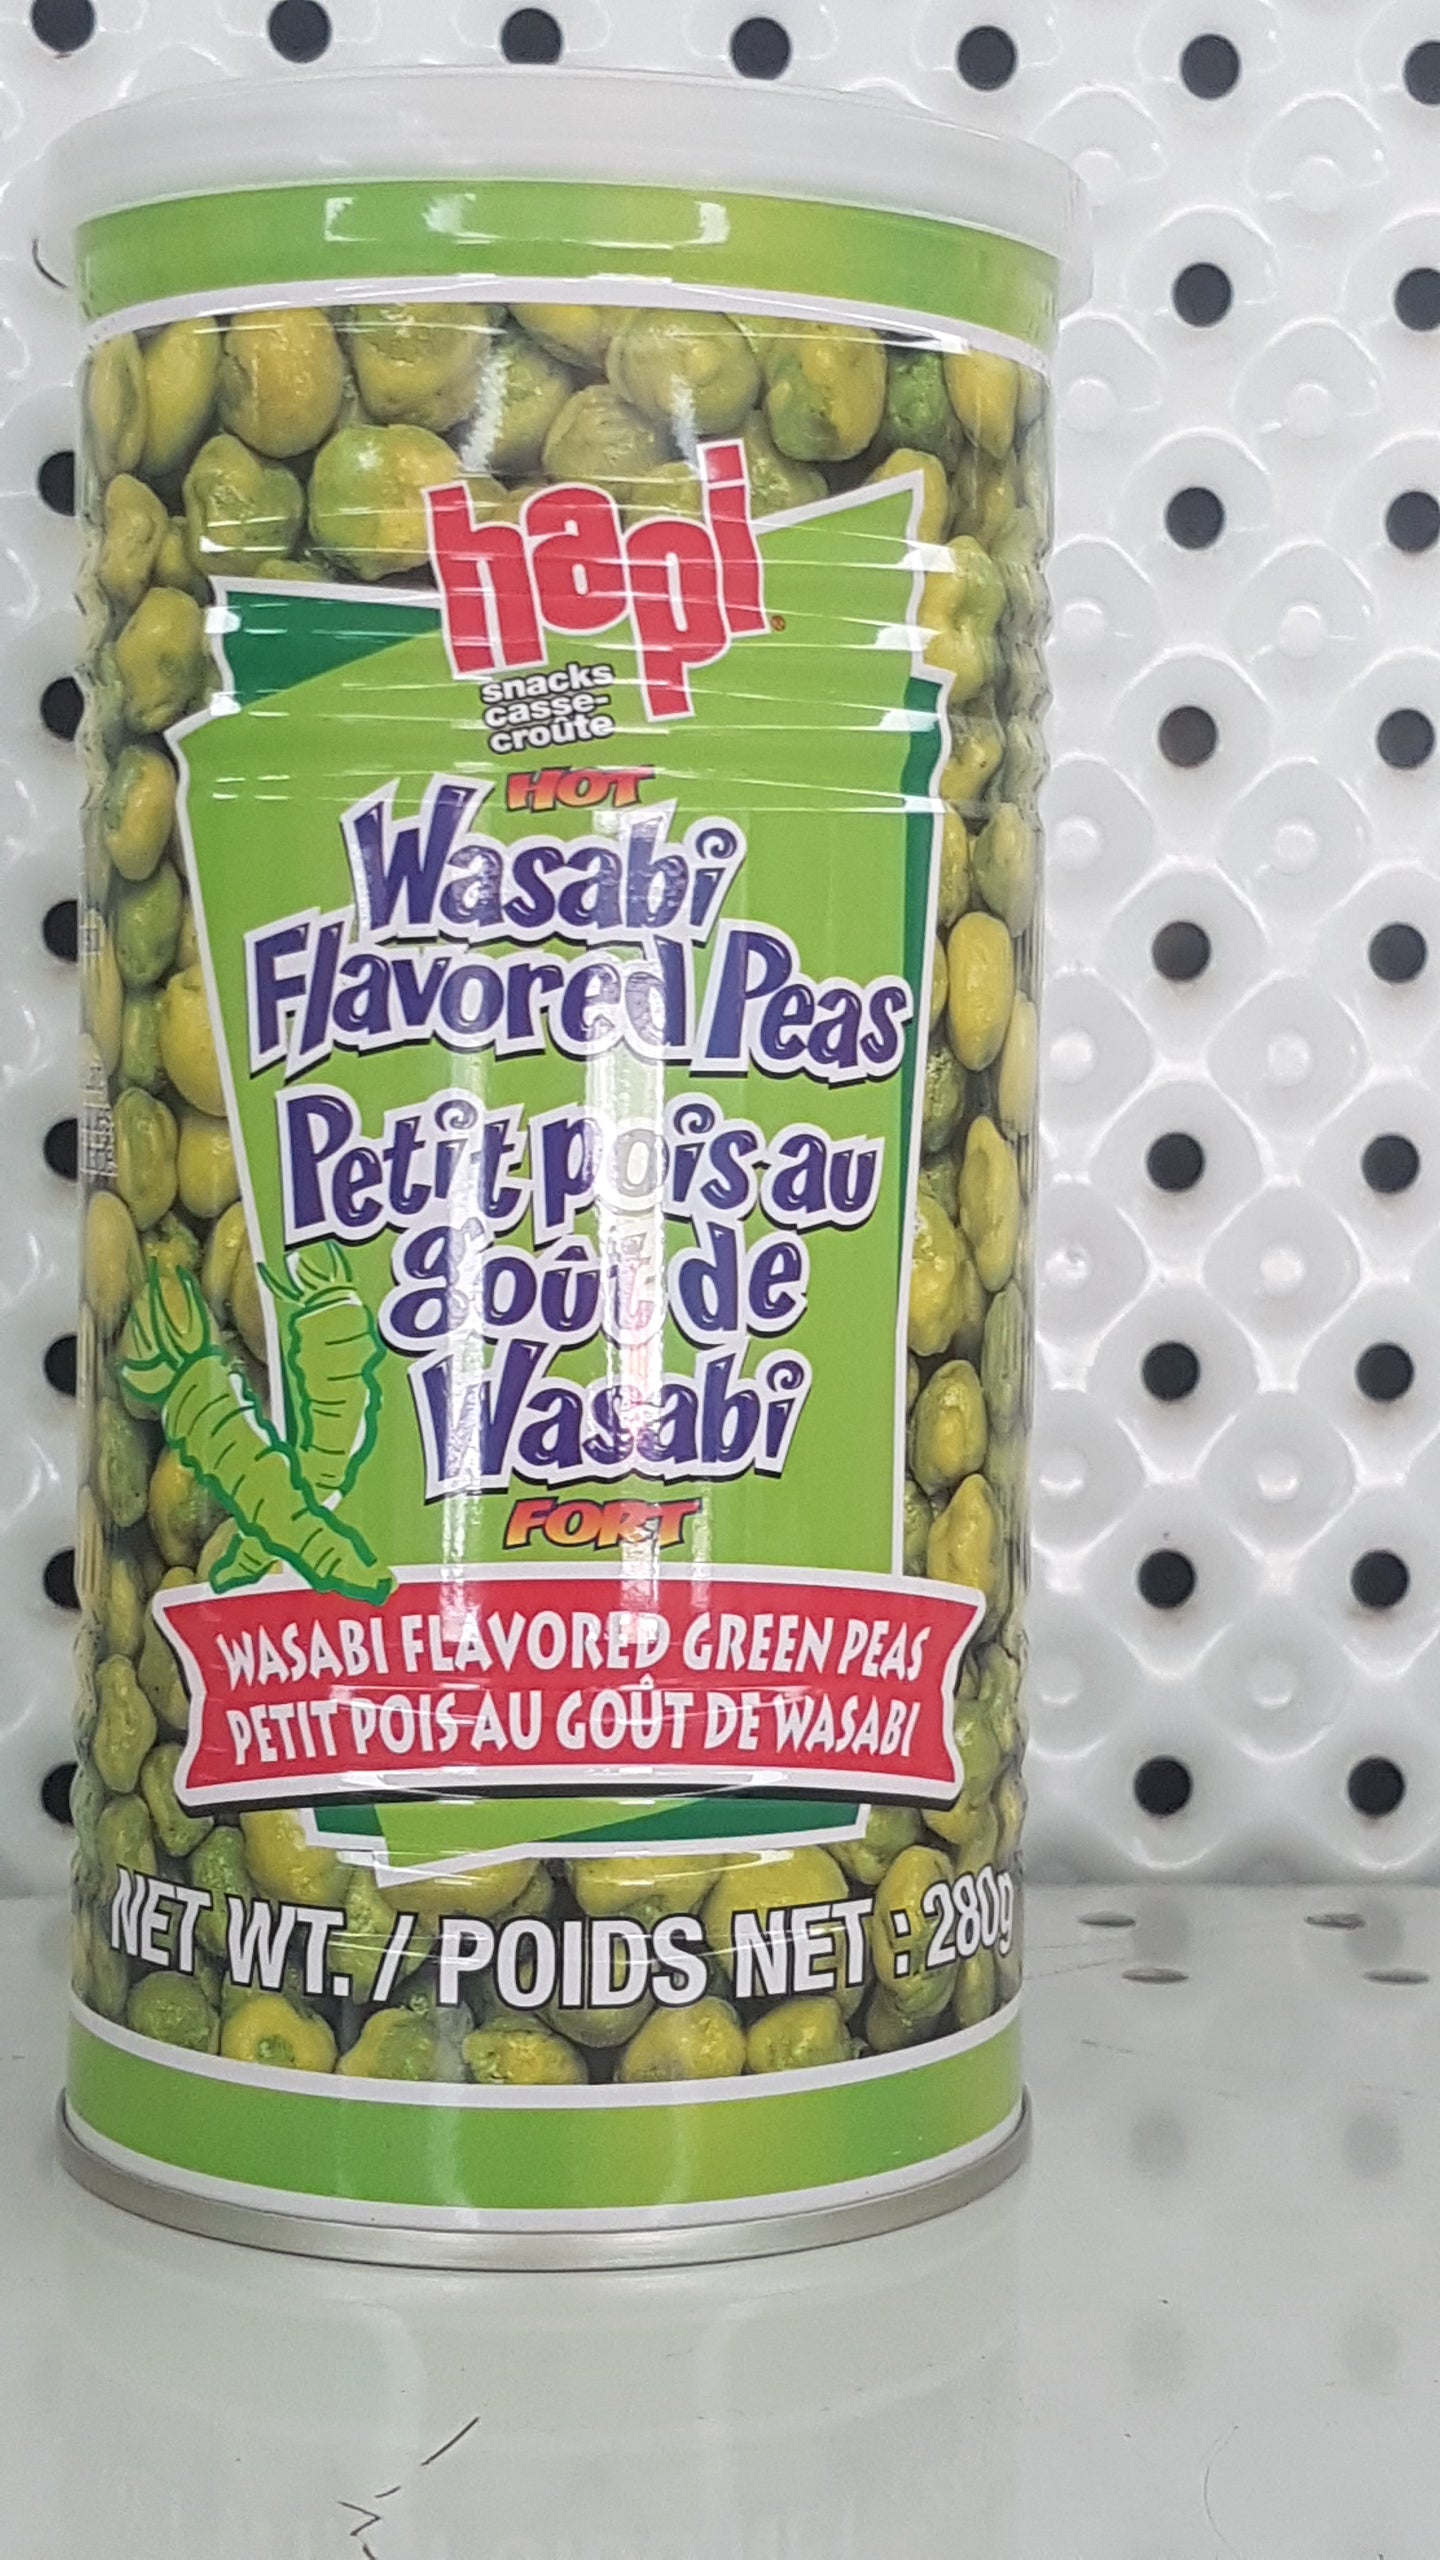 hapi®
snacks
casse-
croûte
HOT
Wasabi
Flavored Peas
Petit pois au
goût de
Wasabi
FORT
WASABI FLAVORED GREEN PEAS
PETIT POIS AU GOÛT DE WASABI
NET WT. / POIDS NET : 280g